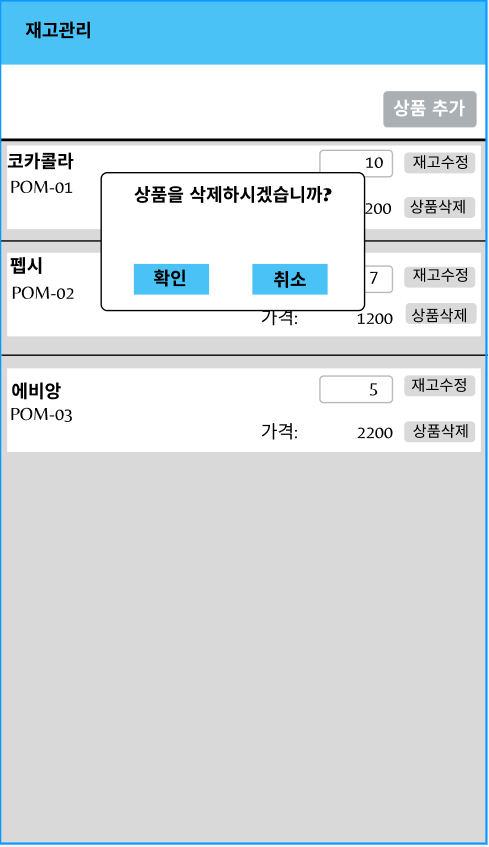 재고관리
상품 추가
코카콜라
10
재고수정
POM-01
200
상품삭제
상품을 삭제하시겠습니까?
확인
취소
펩시
7
재고수정
POM-02
가격:
1200
상품삭제
에비앙
5
재고수정
POM-03
가격:
2200
상품삭제